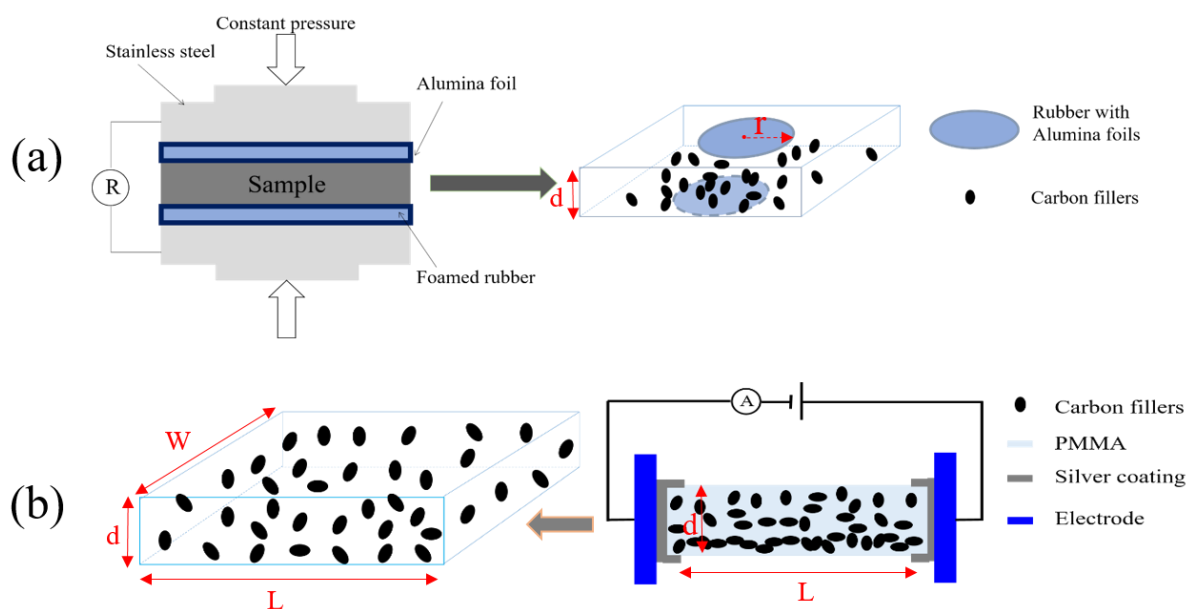 Constant pressure
Stainless steel
Alumina foil
(a)
R
Sample
Foamed rubber
r
d
Rubber with
Alumina foils
Carbon fillers
(b)
W
d
L
A
d
L
Carbon fillers
PMMA
Silver coating
Electrode